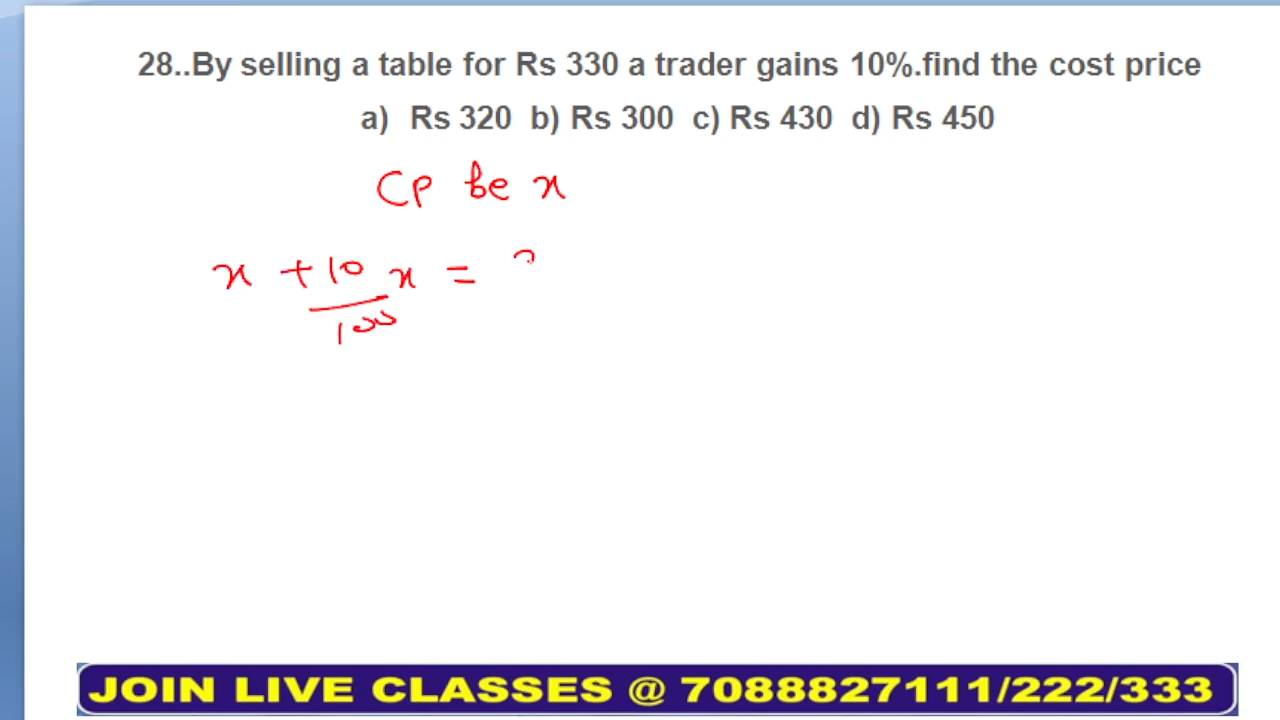 28..By selling a table for Rs 330 a trader gains 10%.find the cost price
a) Rs 320 b) Rs 300 c) Rs 430 d) Rs 450
CP be x
x + 10/100 x =
JOIN LIVE CLASSES @ 7088827111/222/333